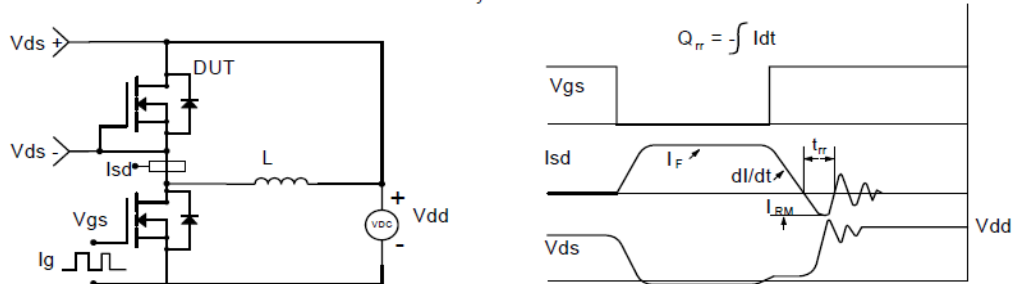 Vds +
DUT
Vds -
Isd
L
Vgs
Ig
+
VDC
-
Vdd
Qrr = -∫ Idt
Vgs
Isd
IF
dI/dt
trr
IRM
Vds
Vdd